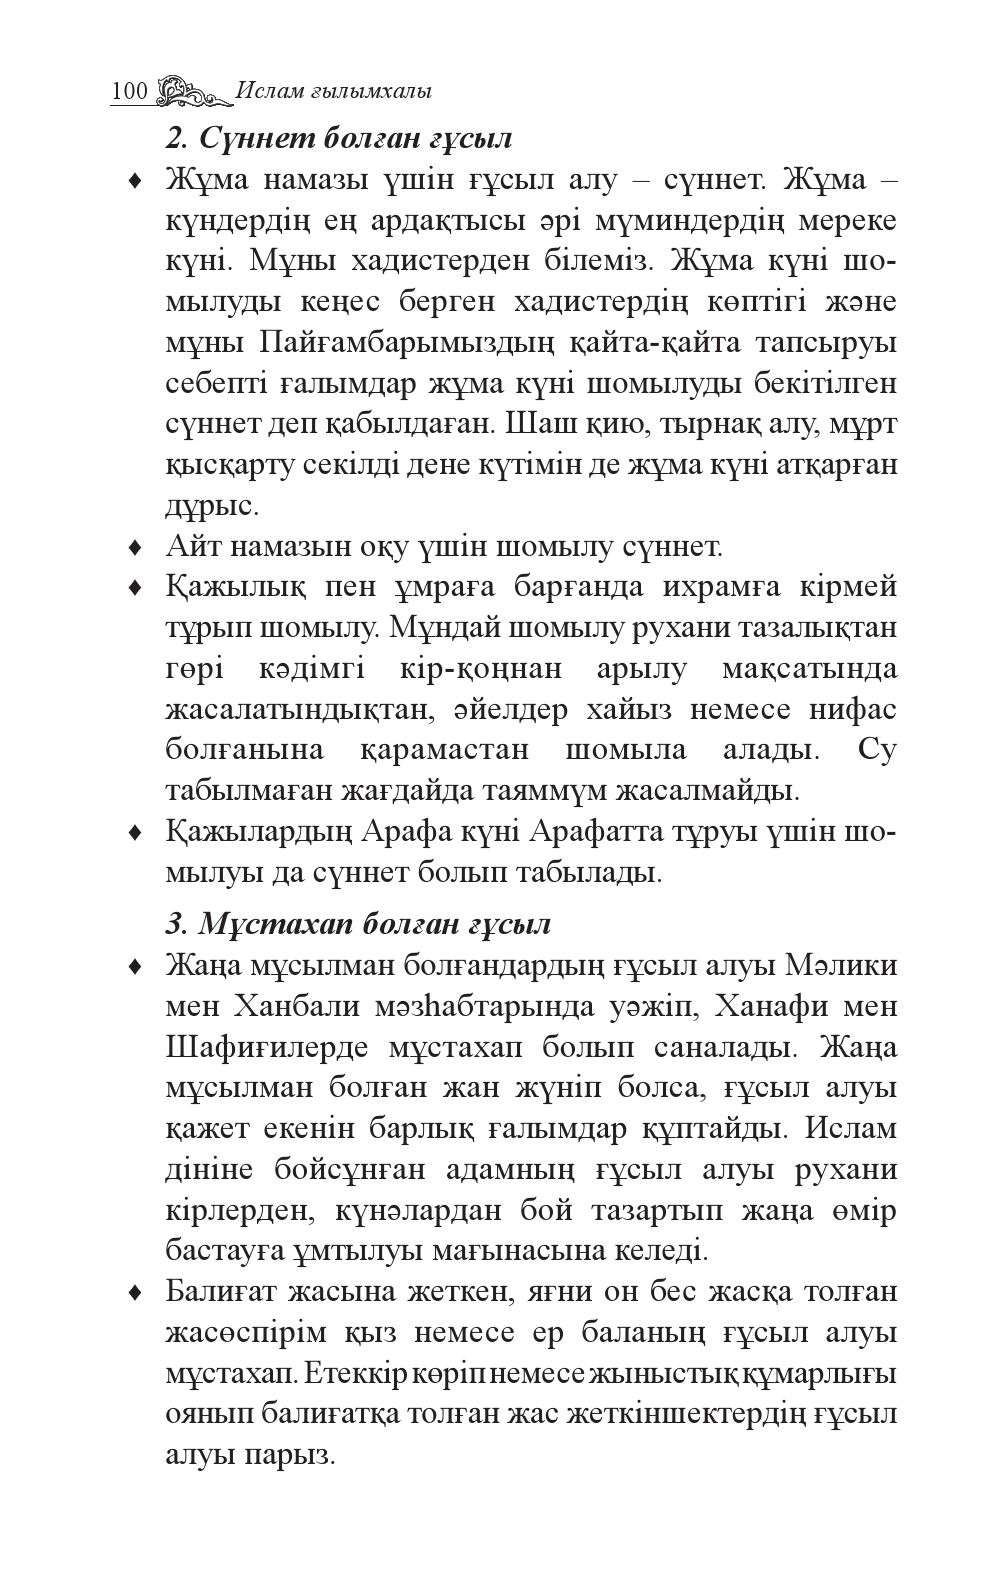 100 Ислам ғылымхалы
2. Сүннет болған ғұсыл
♦ Жұма намазы үшін ғұсыл алу – сүннет. Жұма –
күндердің ең ардақтысы әрі мүминдердің мереке
күні. Мұны хадистерден білеміз. Жұма күні шо-
мылуды кеңес берген хадистердің көптігі және
мұны Пайғамбарымыздың қайта-қайта тапсыруы
себепті ғалымдар жұма күні шомылуды бекітілген
сүннет деп қабылдаған. Шаш қию, тырнақ алу, мұрт
қысқарту секілді дене күтімін де жұма күні атқарған
дұрыс.
♦ Айт намазын оқу үшін шомылу сүннет.
♦ Қажылық пен ұмраға барғанда ихрамға кірмей
тұрып шомылу. Мұндай шомылу рухани тазалықтан
гөрі кәдімгі кір-қоңнан арылу мақсатында
жасалатындықтан, әйелдер хайыз немесе нифас
болғанына қарамастан шомыла алады. Су
табылмаған жағдайда таяммүм жасалмайды.
♦ Қажылардың Арафа күні Арафатта тұруы үшін шо-
мылуы да сүннет болып табылады.
3. Мұстахап болған ғұсыл
♦ Жаңа мұсылман болғандардың ғұсыл алуы Мәлики
мен Ханбали мәзһабтарында уәжіп, Ханафи мен
Шафиғилерде мұстахап болып саналады. Жаңа
мұсылман болған жан жүніп болса, ғұсыл алуы
қажет екенін барлық ғалымдар құптайды. Ислам
дініне бойсұнған адамның ғұсыл алуы рухани
кірлерден, күнәлардан бой тазартып жаңа өмір
бастауға ұмтылуы мағынасына келеді.
♦ Балиғат жасына жеткен, яғни он бес жасқа толған
жасөспірім қыз немесе ер баланың ғұсыл алуы
мұстахап. Етеккір көріп немесе жыныстық құмарлығы
оянып балиғатқа толған жас жеткіншектердің ғұсыл
алуы парыз.